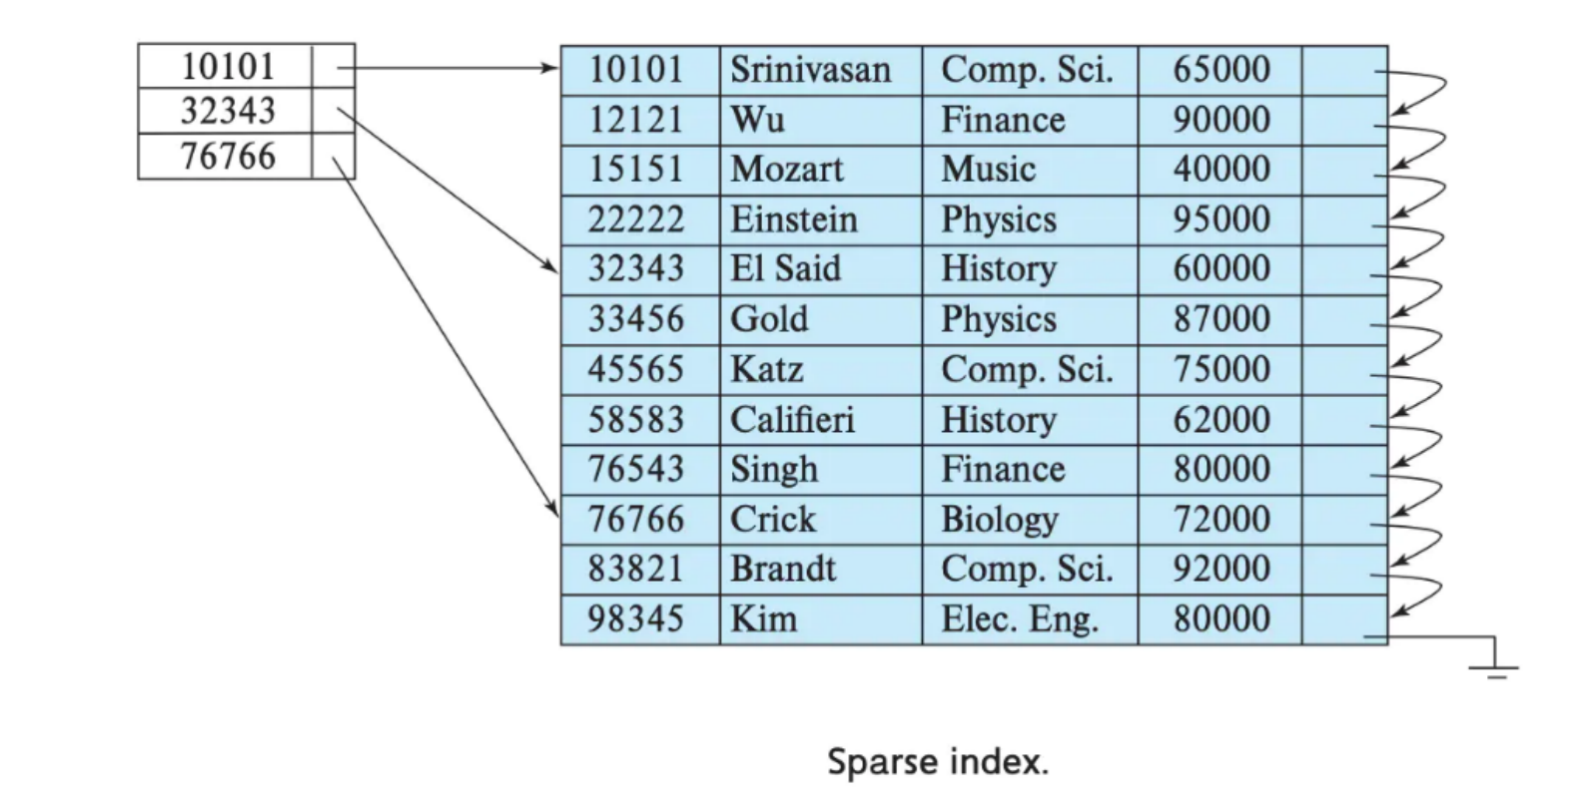 10101
32343
76766
10101 Srinivasan Comp. Sci. 65000
12121 Wu Finance 90000
15151 Mozart Music 40000
22222 Einstein Physics 95000
32343 El Said History 60000
33456 Gold Physics 87000
45565 Katz Comp. Sci. 75000
58583 Califieri History 62000
76543 Singh Finance 80000
76766 Crick Biology 72000
83821 Brandt Comp. Sci. 92000
98345 Kim Elec. Eng. 80000
Sparse index.